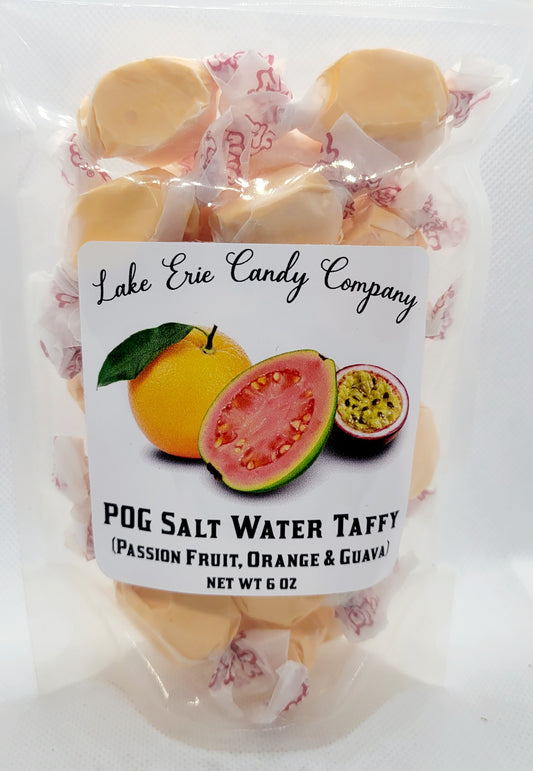 Lake Erie Candy Company
POG Salt Water Taffy
(Passion Fruit, Orange & Guava)
NET WT 6 OZ